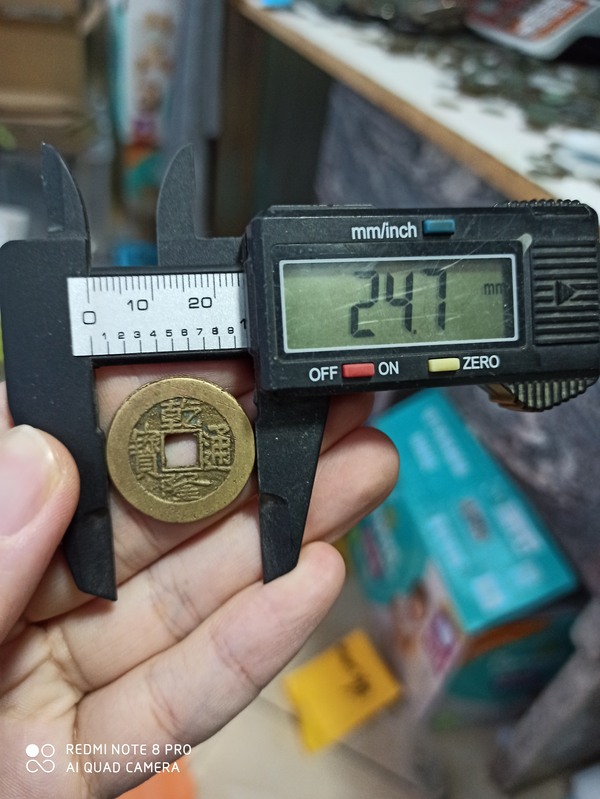 mm/inch
24.7 mm
0 10 20
1 2 3 4 5 6 7 8 9 1
OFF ON ZERO
乾隆通寶
REDMI NOTE 8 PRO
AI QUAD CAMERA